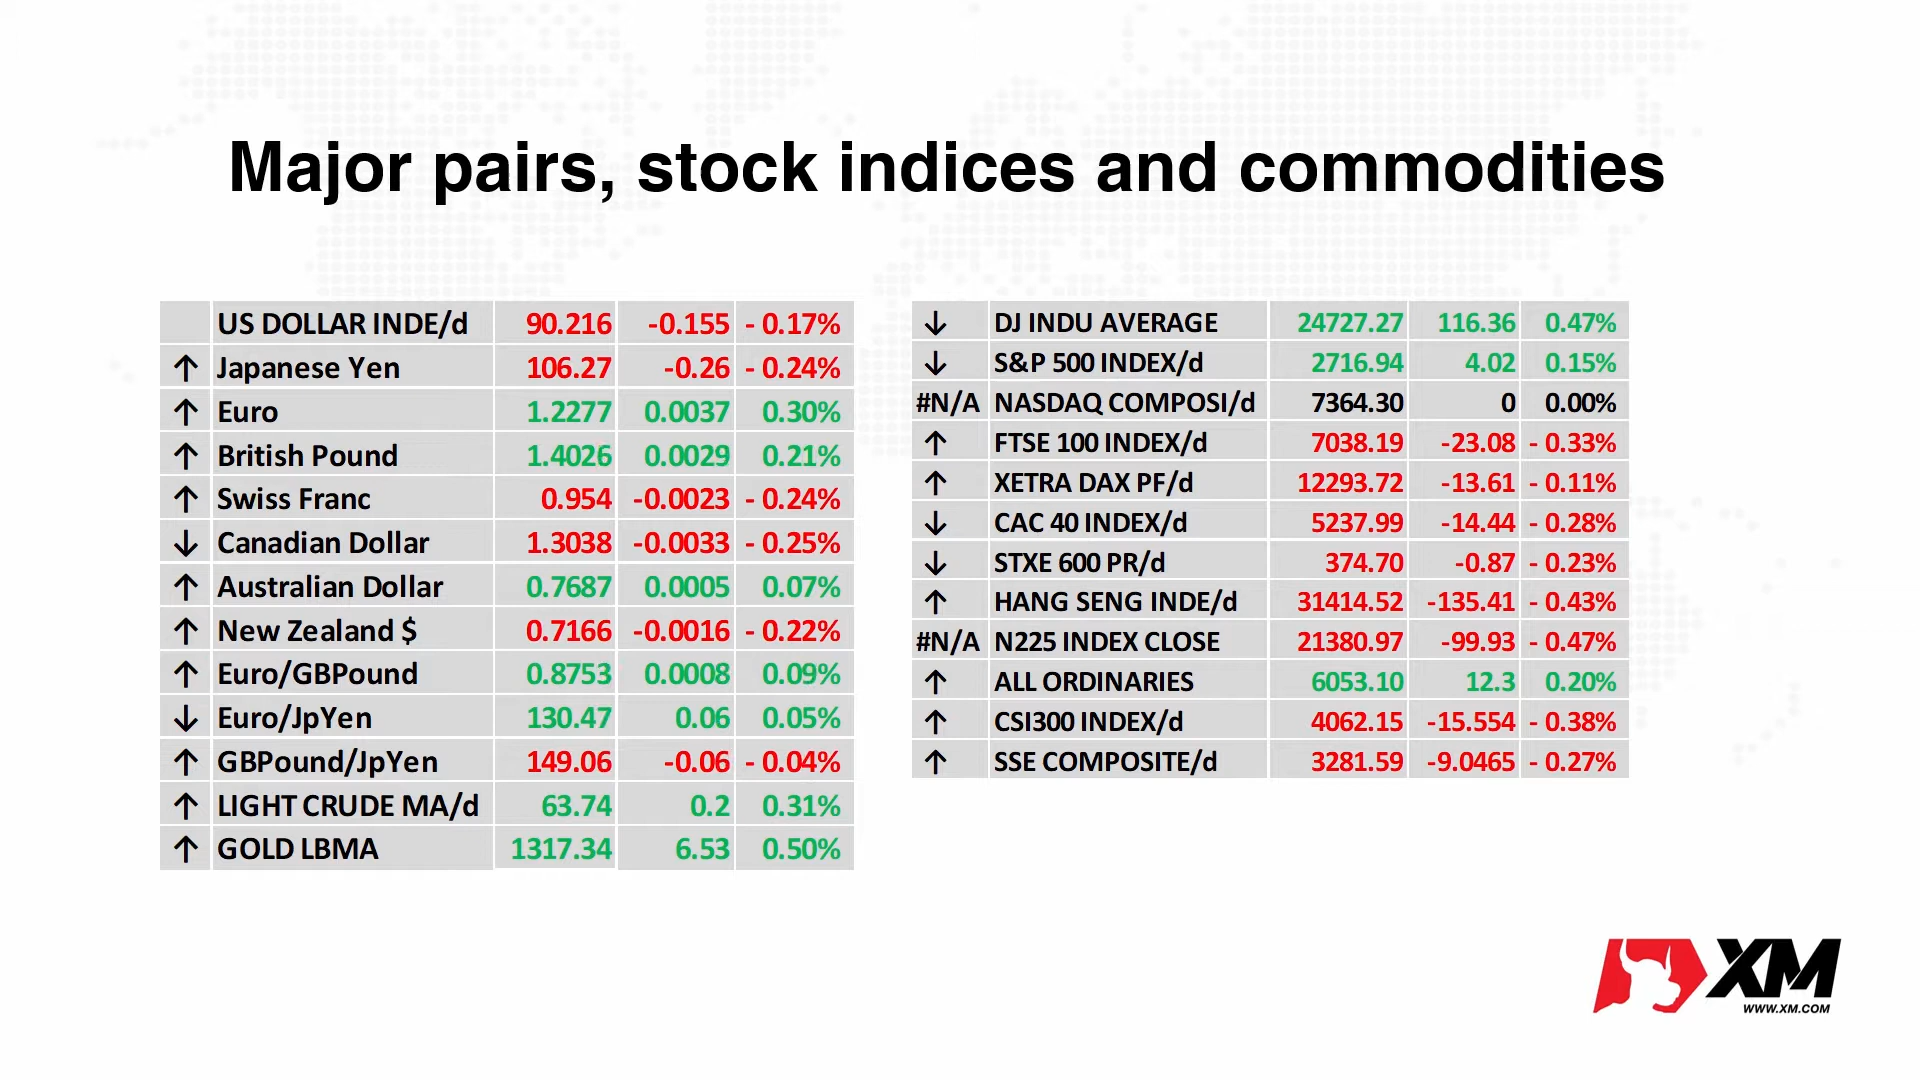 Major pairs, stock indices and commodities
US DOLLAR INDE/d 90.216 -0.155 - 0.17%
↑ Japanese Yen 106.27 -0.26 - 0.24%
↑ Euro 1.2277 0.0037 0.30%
↑ British Pound 1.4026 0.0029 0.21%
↑ Swiss Franc 0.954 -0.0023 - 0.24%
↓ Canadian Dollar 1.3038 -0.0033 - 0.25%
↑ Australian Dollar 0.7687 0.0005 0.07%
↑ New Zealand $ 0.7166 -0.0016 - 0.22%
↑ Euro/GBPound 0.8753 0.0008 0.09%
↓ Euro/JpYen 130.47 0.06 0.05%
↑ GBPound/JpYen 149.06 -0.06 - 0.04%
↑ LIGHT CRUDE MA/d 63.74 0.2 0.31%
↑ GOLD LBMA 1317.34 6.53 0.50%
↓ DJ INDU AVERAGE 24727.27 116.36 0.47%
↓ S&P 500 INDEX/d 2716.94 4.02 0.15%
#N/A NASDAQ COMPOSI/d 7364.30 0 0.00%
↑ FTSE 100 INDEX/d 7038.19 -23.08 - 0.33%
↑ XETRA DAX PF/d 12293.72 -13.61 - 0.11%
↓ CAC 40 INDEX/d 5237.99 -14.44 - 0.28%
↓ STXE 600 PR/d 374.70 -0.87 - 0.23%
↑ HANG SENG INDE/d 31414.52 -135.41 - 0.43%
#N/A N225 INDEX CLOSE 21380.97 -99.93 - 0.47%
↑ ALL ORDINARIES 6053.10 12.3 0.20%
↑ CSI300 INDEX/d 4062.15 -15.554 - 0.38%
↑ SSE COMPOSITE/d 3281.59 -9.0465 - 0.27%
XM
WWW.XM.COM